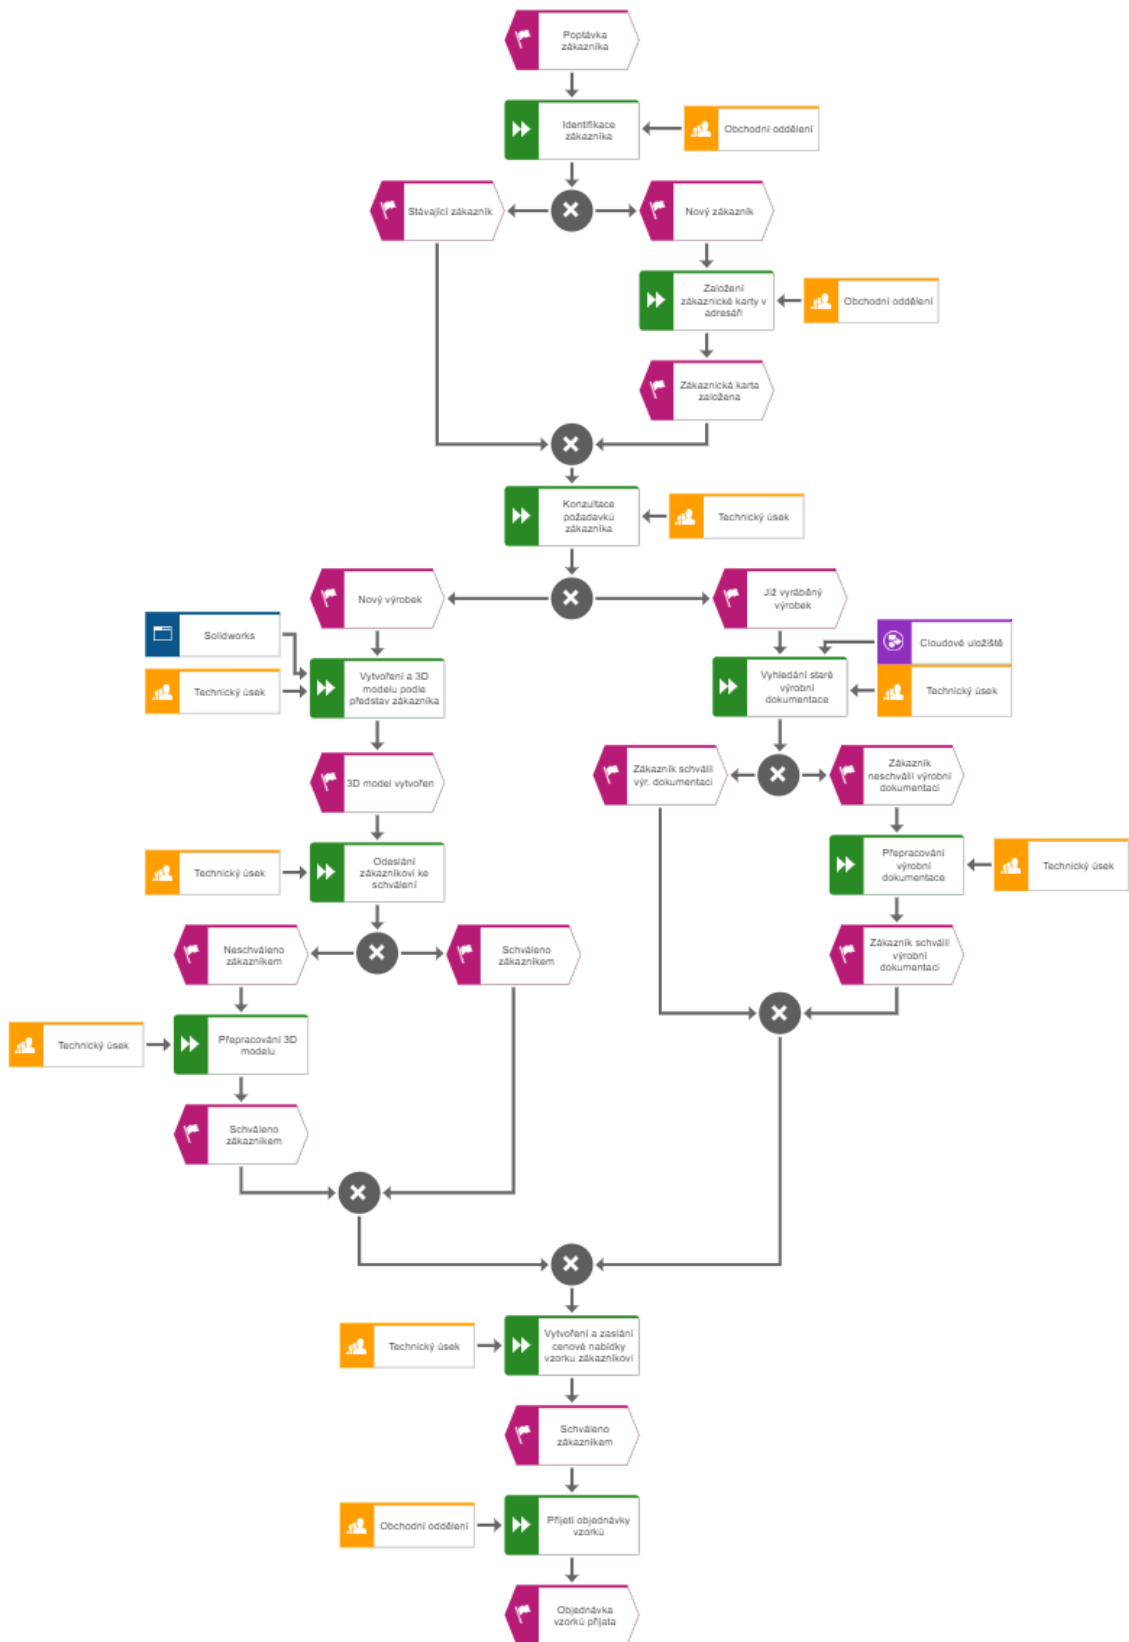 Poptávka
zákazníka
Identifikace
zákazníka
Obchodní oddělení
Stávající zákazník
Nový zákazník
Založení
zákaznické karty v
adresáři
Obchodní oddělení
Zákaznická karta
založena
Konzultace
požadavků
zákazníka
Technický úsek
Nový výrobek
Již vyráběný
výrobek
Solidworks
Cloudové uložiště
Technický úsek
Vytvoření a 3D
modelu podle
představ zákazníka
Vyhledání staré
výrobní
dokumentace
Technický úsek
3D model vytvořen
Zákazník schválil
výr. dokumentaci
Zákazník
neschválil výrobní
dokumentaci
Technický úsek
Odeslání
zákazníkovi ke
schválení
Přepracování
výrobní
dokumentace
Technický úsek
Neschváleno
zákazníkem
Schváleno
zákazníkem
Zákazník schválil
výrobní
dokumentaci
Technický úsek
Přepracování 3D
modelu
Schváleno
zákazníkem
Technický úsek
Vytvoření a zaslání
cenové nabídky
vzorku zákazníkovi
Schváleno
zákazníkem
Obchodní oddělení
Přijetí objednávky
vzorků
Objednávka
vzorků přijata